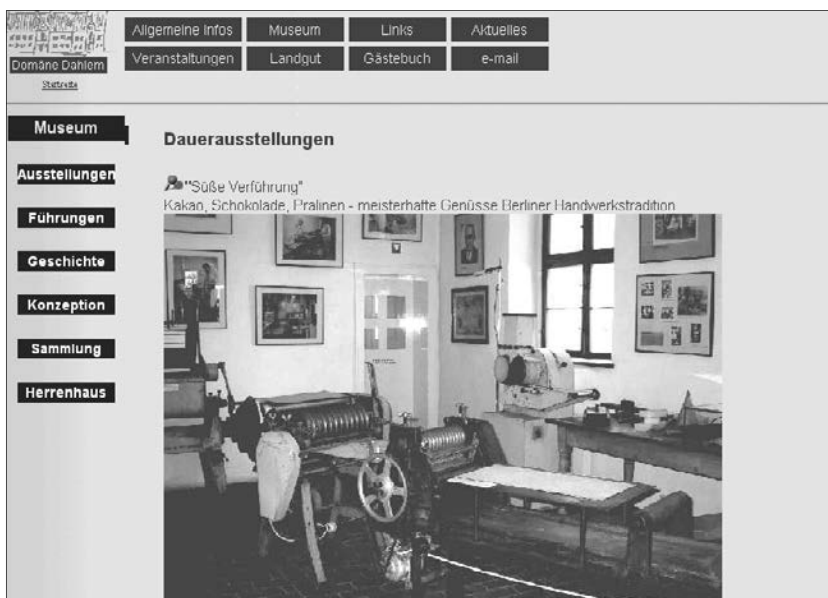 Allgemeine Infos Museum Links Aktuelles
Domäne Dahlem Veranstaltungen Landgut Gästebuch e-mail
Startseite
Museum
Ausstellungen
Führungen
Geschichte
Konzeption
Sammlung
Herrenhaus
Dauerausstellungen
"Süße Verführung"
Kakao, Schokolade, Pralinen - meisterhafte Genüsse Berliner Handwerkstradition